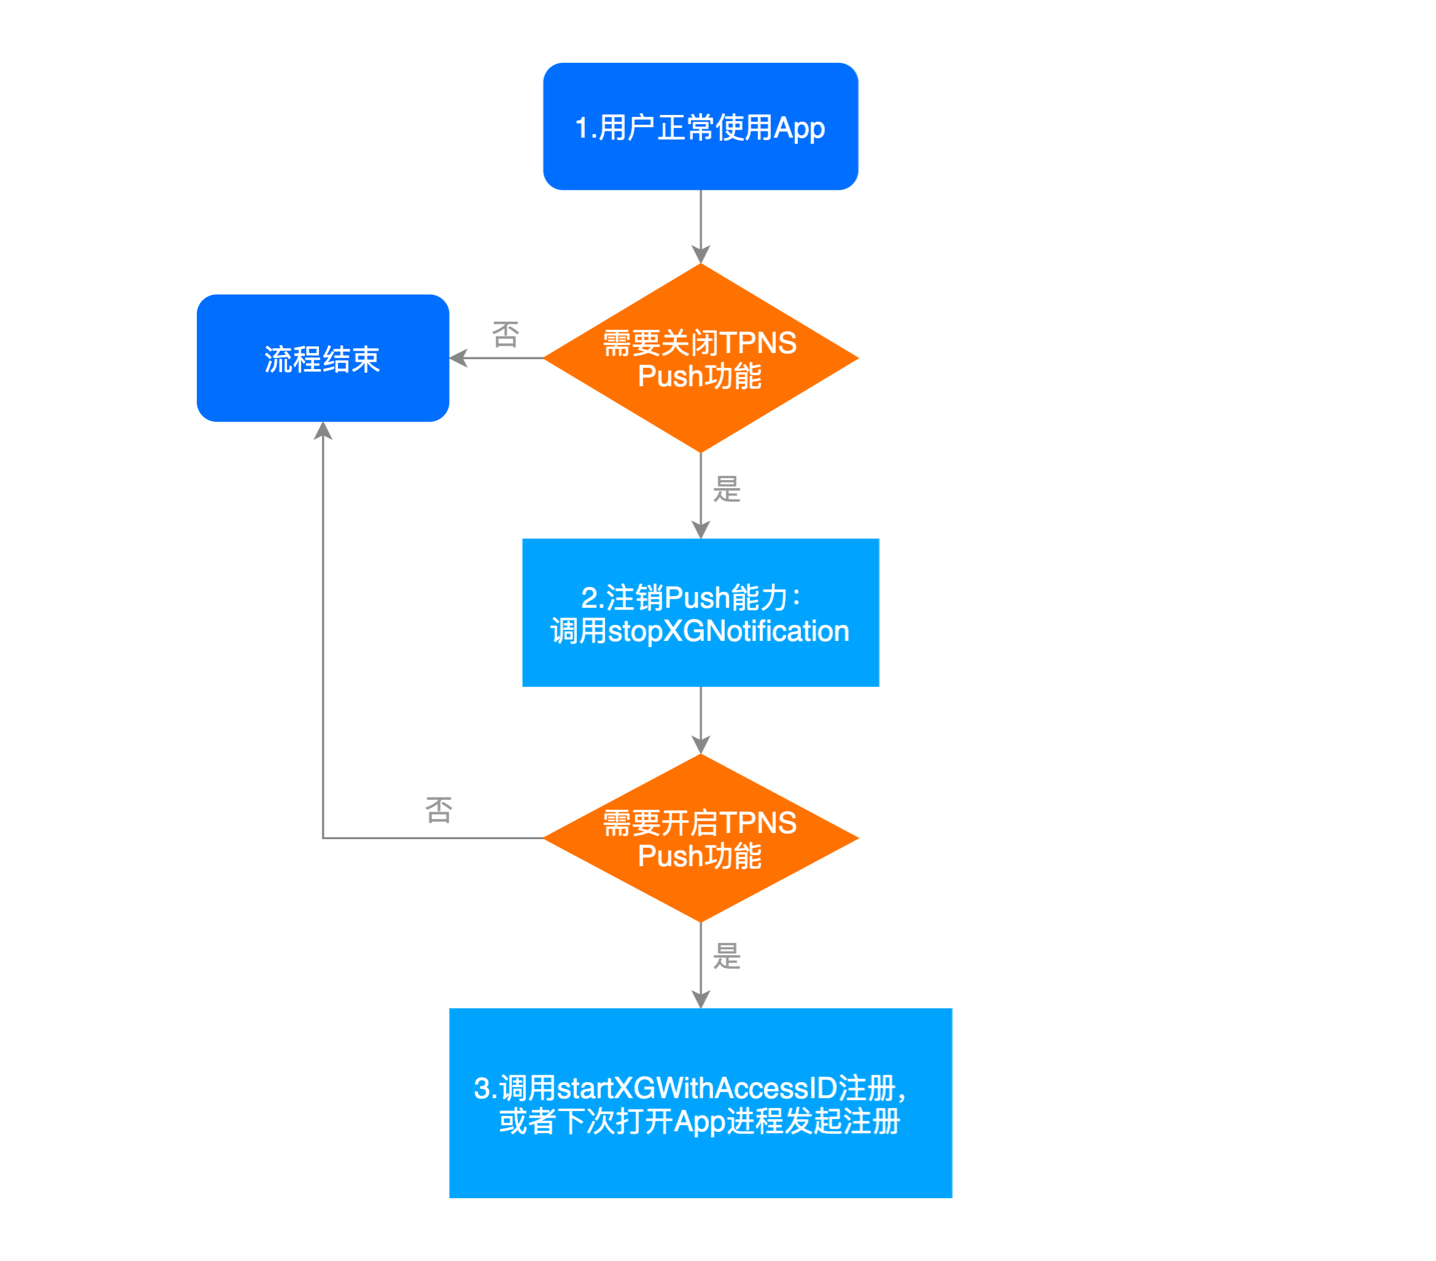 1.用户正常使用App
需要关闭TPNS
Push功能
否
流程结束
是
2.注销Push能力：
调用stopXGNotification
需要开启TPNS
Push功能
否
是
3.调用startXGWithAccessID注册，
或者下次打开App进程发起注册